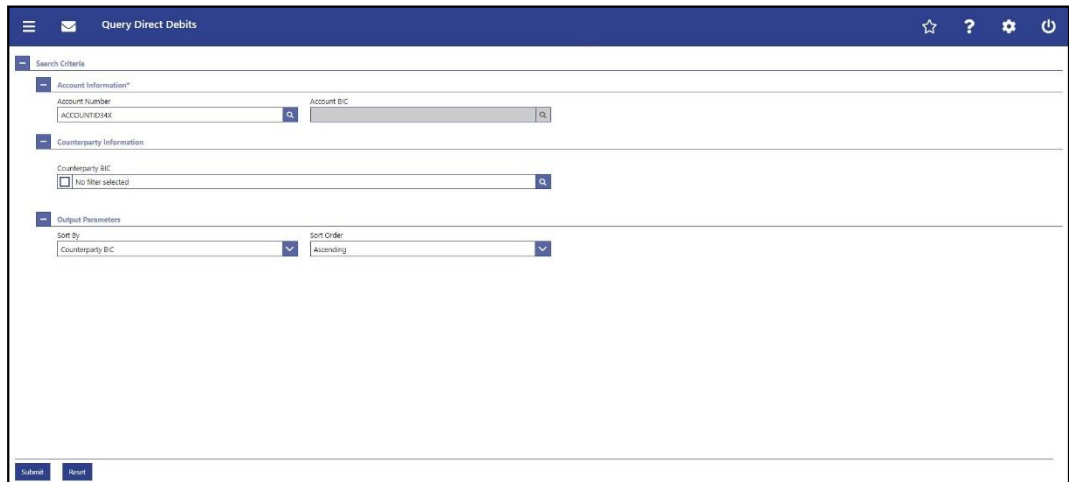 Query Direct Debits
Search Criteria
Account Information*
Account Number Account BIC
ACCOUNTID34X
Counterparty Information
Counterparty BIC
No filter selected
Output Parameters
Sort By Sort Order
Counterparty BIC Ascending
Submit Reset